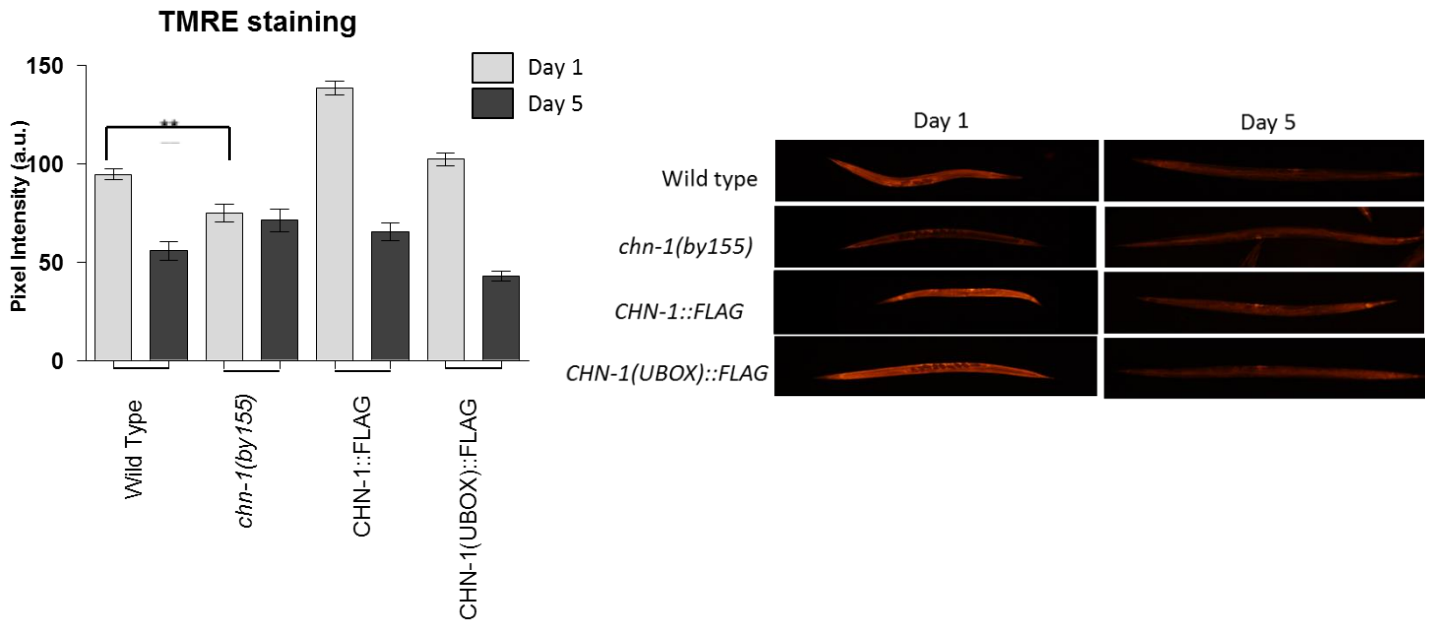 TMRE staining
Day 1
Day 5
150
100
50
0
Pixel Intensity (a.u.)
**
Wild Type
chn-1(by155)
CHN-1::FLAG
CHN-1(UBOX)::FLAG
Day 1
Day 5
Wild type
chn-1(by155)
CHN-1::FLAG
CHN-1(UBOX)::FLAG